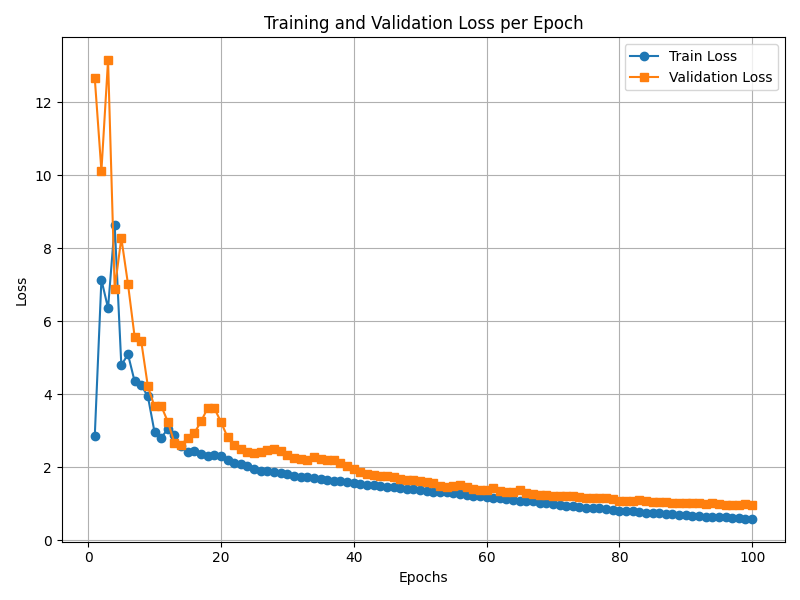 Training and Validation Loss per Epoch
Train Loss
Validation Loss
12
10
8
6
4
2
0
Loss
0 20 40 60 80 100
Epochs